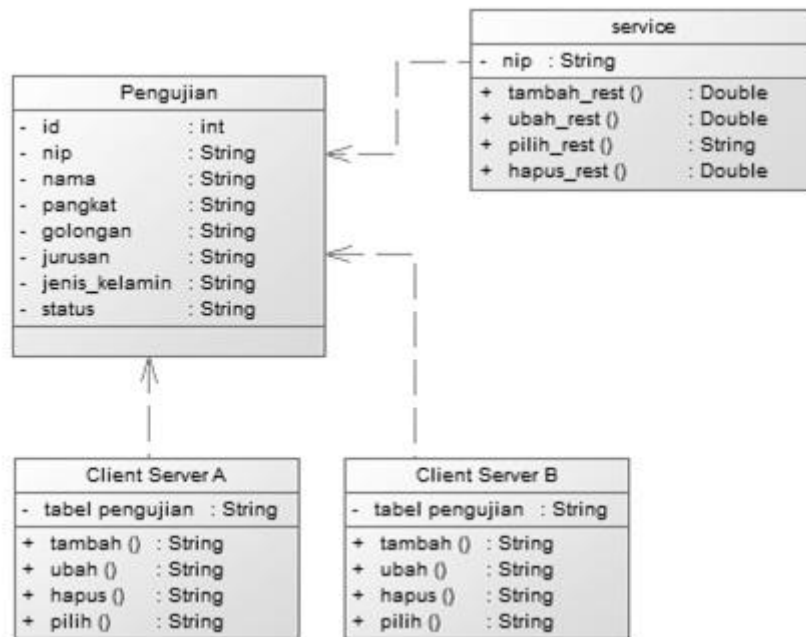 service
- nip : String
+ tambah_rest () : Double
+ ubah_rest () : Double
+ pilih_rest () : String
+ hapus_rest () : Double
Pengujian
- id : int
- nip : String
- nama : String
- pangkat : String
- golongan : String
- jurusan : String
- jenis_kelamin : String
- status : String
Client Server A
- tabel pengujian : String
+ tambah () : String
+ ubah () : String
+ hapus () : String
+ pilih () : String
Client Server B
- tabel pengujian : String
+ tambah () : String
+ ubah () : String
+ hapus () : String
+ pilih () : String